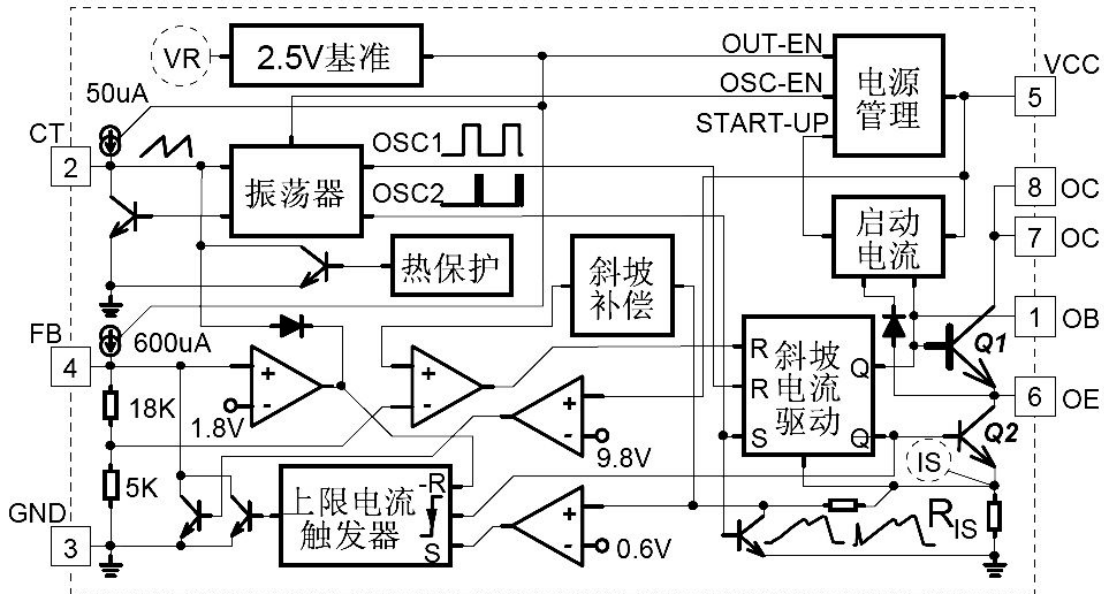 VR
2.5V基准
OUT-EN
OSC-EN
START-UP
电源
管理
VCC
5
50uA
CT
2
振荡器
OSC1
OSC2
热保护
斜坡
补偿
启动
电流
8
OC
7
OC
1
OB
FB
4
600uA
18K
5K
+
-
1.8V
+
-
+
-
9.8V
R
R
S
斜坡
电流
驱动
Q
Q
Q1
6
OE
Q2
IS
GND
3
上限电流
触发器
-R
S
+
-
0.6V
RIS